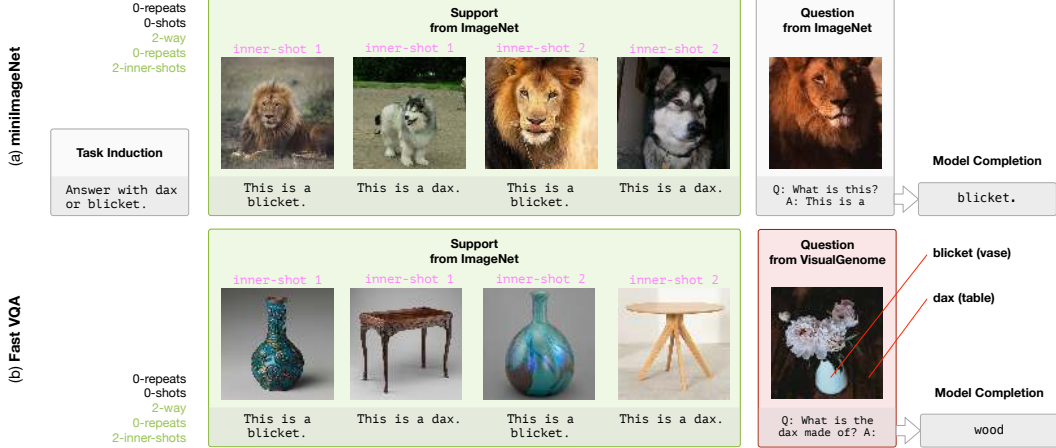 0-repeats
0-shots
2-way
0-repeats
2-inner-shots
(a) miniImageNet
Task Induction
Answer with dax
or blicket.
Support
from ImageNet
inner-shot 1
inner-shot 1
inner-shot 2
inner-shot 2
This is a
blicket.
This is a dax.
This is a
blicket.
This is a dax.
Question
from ImageNet
Q: What is this?
A: This is a
Model Completion
blicket.
(b) Fast VQA
0-repeats
0-shots
2-way
0-repeats
2-inner-shots
Support
from ImageNet
inner-shot 1
inner-shot 1
inner-shot 2
inner-shot 2
This is a
blicket.
This is a dax.
This is a
blicket.
This is a dax.
Question
from VisualGenome
Q: What is the
dax made of? A:
blicket (vase)
dax (table)
Model Completion
wood